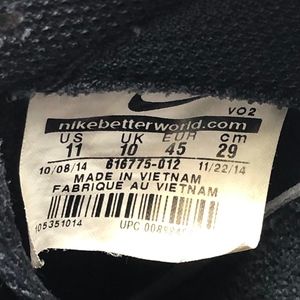 VO2
nikebetterworld.com
US UK EUR cm
11 10 45 29
10/08/14 616775-012 11/22/14
MADE IN VIETNAM
FABRIQUE AU VIETNAM
105351014
UPC